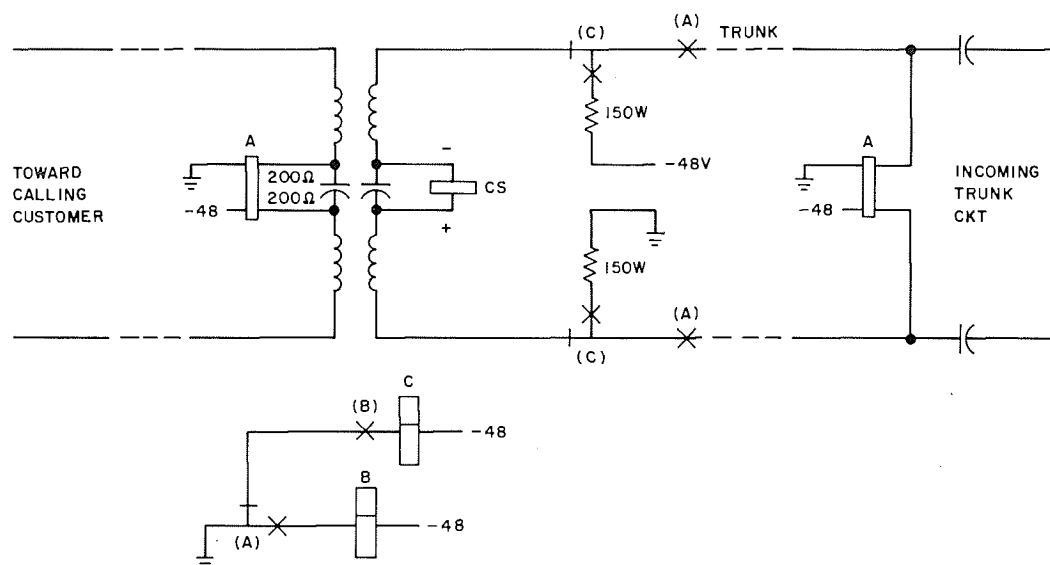 (C)
(A)
TRUNK
150W
-48V
TOWARD
CALLING
CUSTOMER
A
200Ω
200Ω
-48
-
CS
+
A
-48
INCOMING
TRUNK
CKT
150W
(A)
(C)
(B)
C
-48
B
(A)
-48